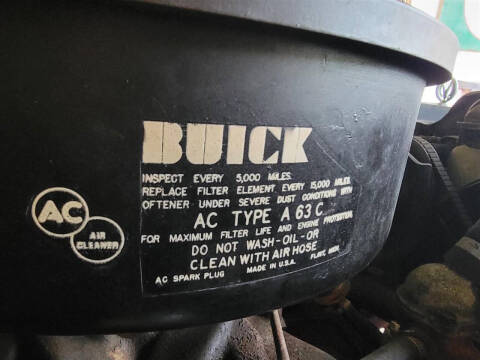 BUICK
INSPECT EVERY 5,000 MILES.
REPLACE FILTER ELEMENT EVERY 15,000 MILES
OFTENER UNDER SEVERE DUST CONDITIONS WITH
AC TYPE A 63 C
FOR MAXIMUM FILTER LIFE AND ENGINE PROTECTION.
DO NOT WASH-OIL-OR
CLEAN WITH AIR HOSE
AC SPARK PLUG MADE IN U.S.A. FLINT, MICH.
AC
AIR
CLEANER